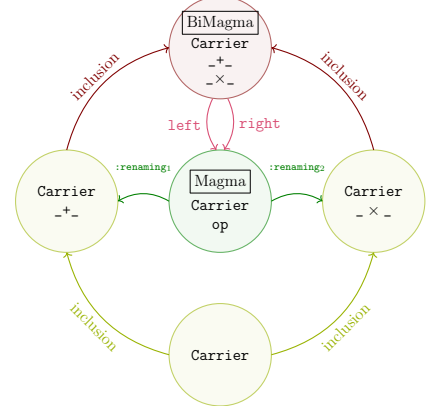 BiMagma
Carrier
_+_
_×_
inclusion
inclusion
left
right
:renaming₁
:renaming₂
Magma
Carrier
op
Carrier
_+_
Carrier
_ × _
inclusion
inclusion
Carrier